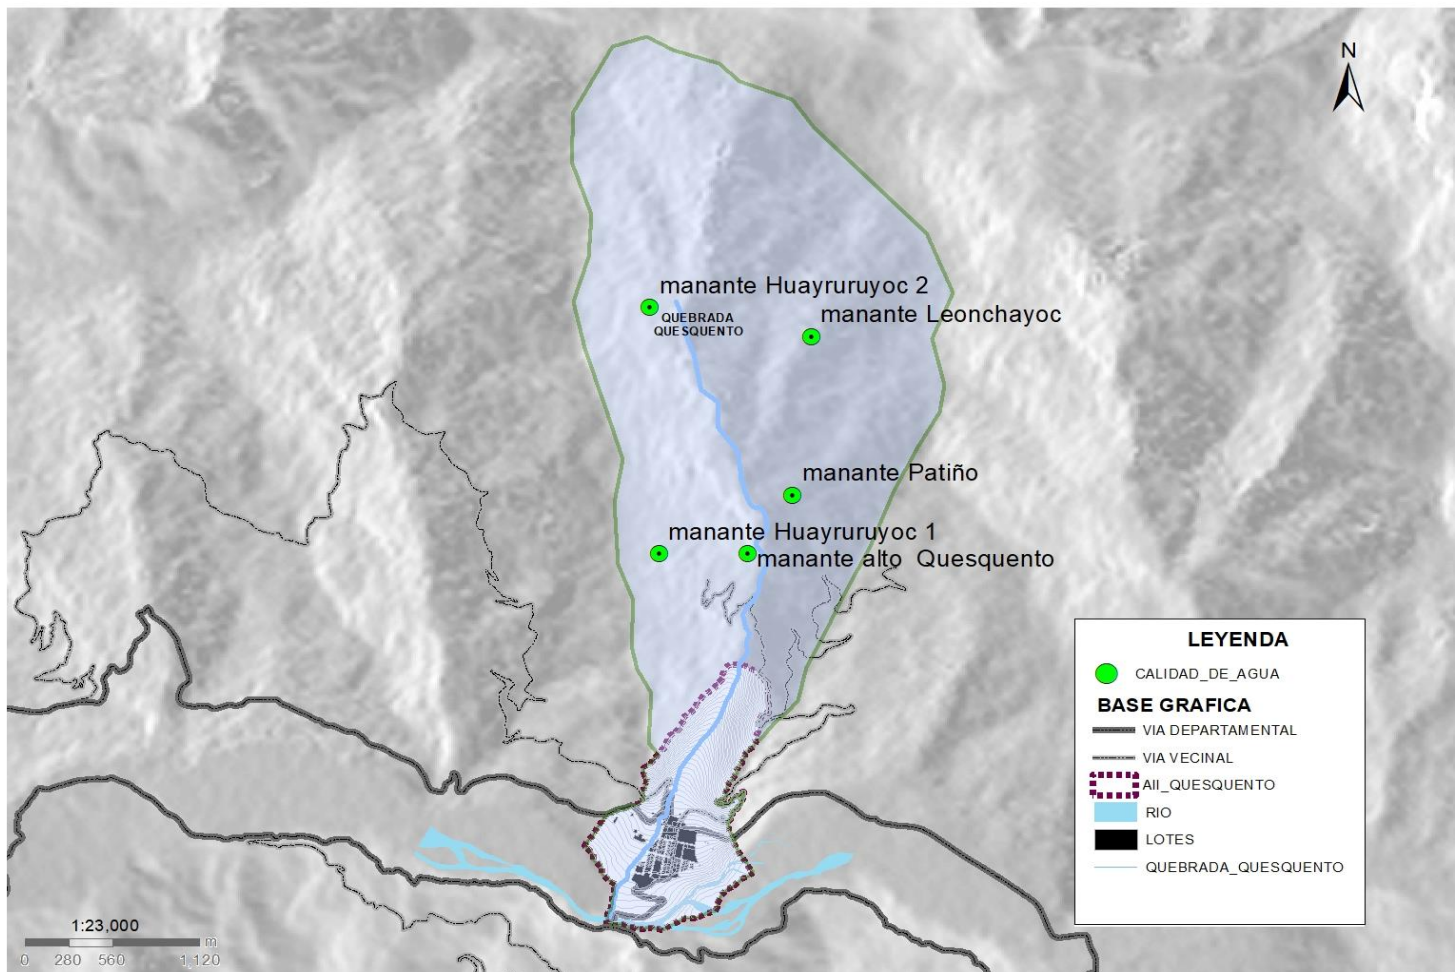 N
manante Huayruruyoc 2
manante Leonchayoc
QUEBRADA
QUESQUENTO
manante Patiño
manante Huayruruyoc 1
manante alto Quesquento
LEYENDA
CALIDAD_DE_AGUA
BASE GRAFICA
VIA DEPARTAMENTAL
VIA VECINAL
AII_QUESQUENTO
RIO
LOTES
QUEBRADA_QUESQUENTO
1:23,000
m
0 280 560 1,120